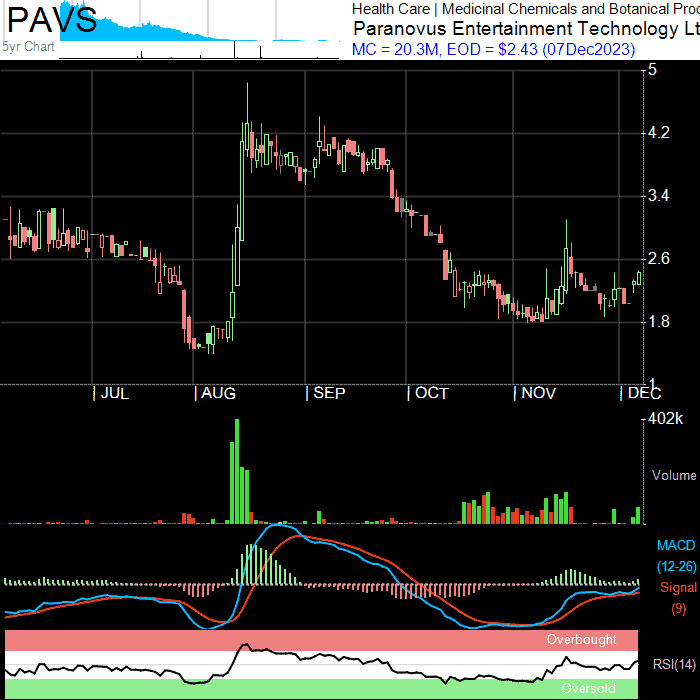 PAVS
5yr Chart
Health Care | Medicinal Chemicals and Botanical Proc
Paranovus Entertainment Technology Lt
MC = 20.3M, EOD = $2.43 (07Dec2023)
5
4.2
3.4
2.6
1.8
1
JUL AUG SEP OCT NOV DEC
402k
Volume
MACD
(12-26)
Signal
(9)
Overbought
RSI(14)
Oversold